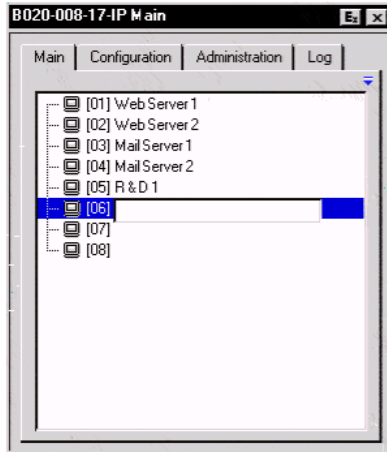 B020-008-17-IP Main
Main Configuration Administration Log
[01] Web Server 1
[02] Web Server 2
[03] Mail Server 1
[04] Mail Server 2
[05] R & D 1
[06]
[07]
[08]